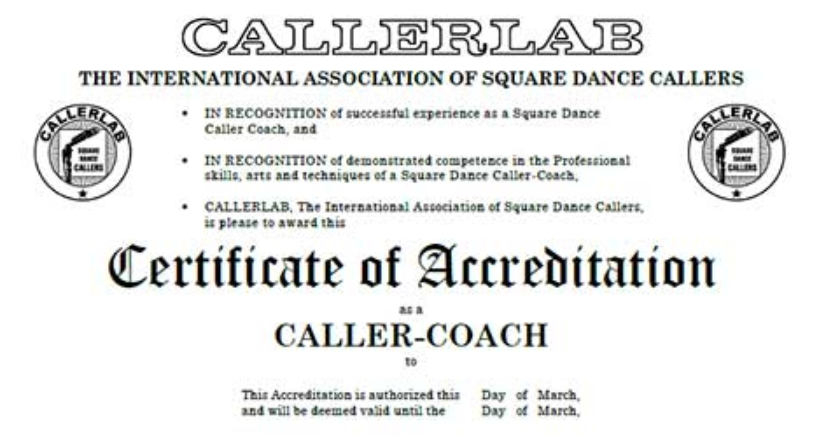 CALLERLAB
THE INTERNATIONAL ASSOCIATION OF SQUARE DANCE CALLERS
CALLERLAB
SQUARE
DANCE
CALLERS
• IN RECOGNITION of successful experience as a Square Dance
Caller Coach, and
• IN RECOGNITION of demonstrated competence in the Professional
skills, arts and techniques of a Square Dance Caller-Coach,
• CALLERLAB, The International Association of Square Dance Callers,
is please to award this
CALLERLAB
SQUARE
DANCE
CALLERS
Certificate of Accreditation
as a
CALLER-COACH
to
This Accreditation is authorized this Day of March,
and will be deemed valid until the Day of March,